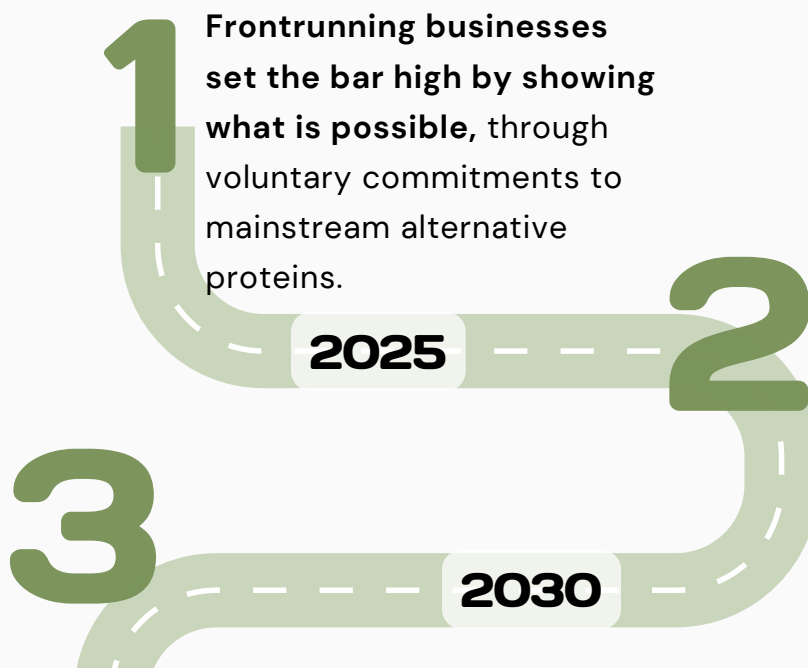 1
Frontrunning businesses
set the bar high by showing
what is possible, through
voluntary commitments to
mainstream alternative
proteins.
2025
2
3
2030